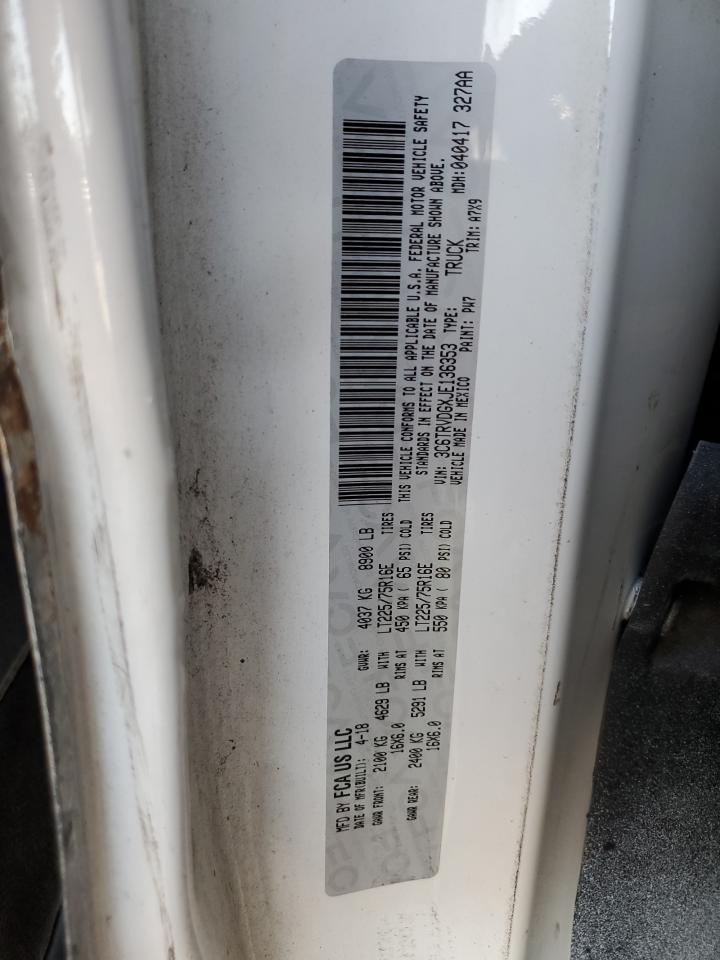 MFD BY FCA US LLC
DATE OF MFR(BUILT): 4-18 GVWR: 4037 KG 8900 LB
GAWR FRONT: 2100 KG 4629 LB WITH LT225/75R16E TIRES
16X6.0 RIMS AT 450 KPA ( 65 PSI) COLD
GAWR REAR: 2400 KG 5291 LB WITH LT225/75R16E TIRES
16X6.0 RIMS AT 550 KPA ( 80 PSI) COLD
THIS VEHICLE CONFORMS TO ALL APPLICABLE U.S.A. FEDERAL MOTOR VEHICLE SAFETY
STANDARDS IN EFFECT ON THE DATE OF MANUFACTURE SHOWN ABOVE.
VIN: 3C6TRVDGXJE136353 TYPE: TRUCK MDH:040417 327AA
VEHICLE MADE IN MEXICO PAINT: PW7 TRIM: A7X9